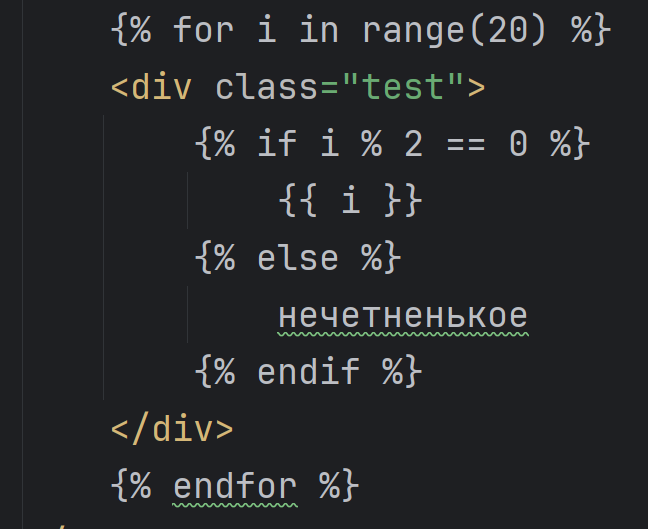 {% for i in range(20) %}
<div class="test">
{% if i % 2 == 0 %}
{{ i }}
{% else %}
нечетненькое
{% endif %}
</div>
{% endfor %}